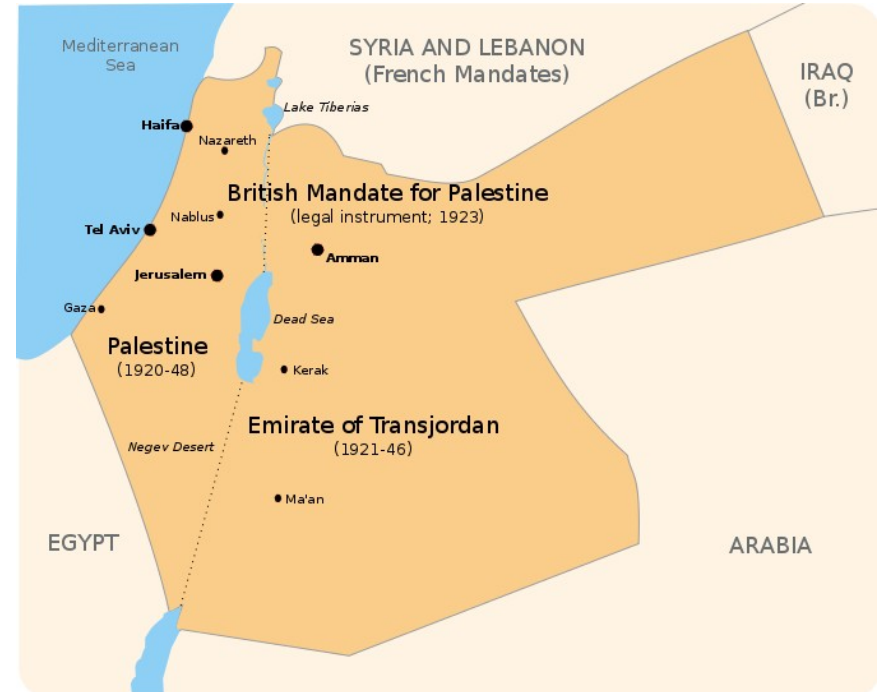 Mediterranean
Sea
SYRIA AND LEBANON
(French Mandates)
IRAQ
(Br.)
Lake Tiberias
Haifa
Nazareth
British Mandate for Palestine
(legal instrument; 1923)
Nablus
Tel Aviv
Amman
Jerusalem
Gaza
Dead Sea
Palestine
(1920-48)
Kerak
Emirate of Transjordan
(1921-46)
Negev Desert
Ma'an
EGYPT
ARABIA